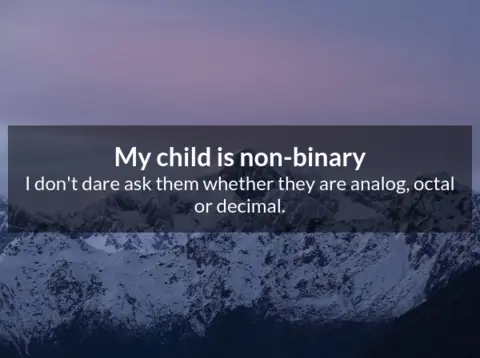 My child is non-binary
I don't dare ask them whether they are analog, octal
or decimal.